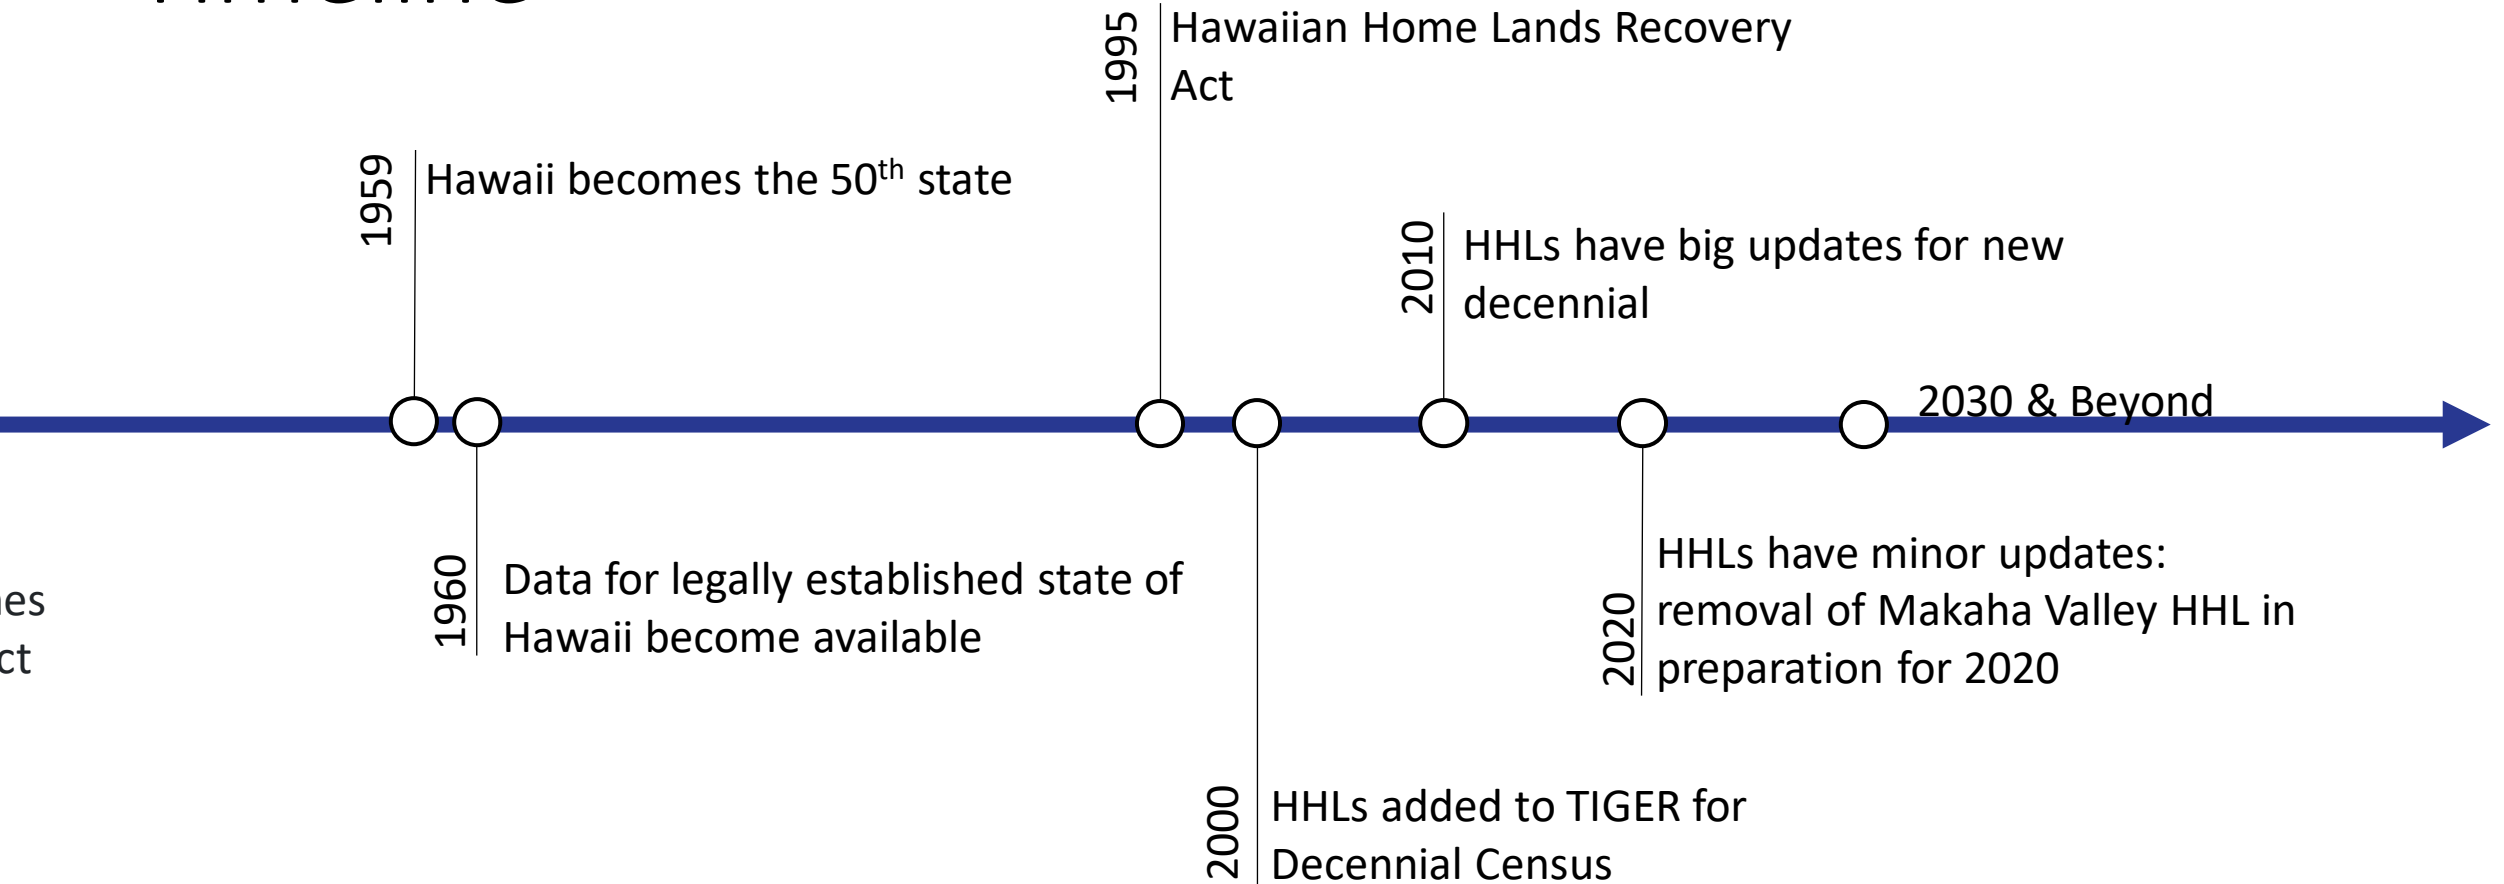 1995
Hawaiian Home Lands Recovery
Act
1959
Hawaii becomes the 50th state
2010
HHLs have big updates for new
decennial
2030 & Beyond
1960
Data for legally established state of
Hawaii become available
2020
HHLs have minor updates:
removal of Makaha Valley HHL in
preparation for 2020
2000
HHLs added to TIGER for
Decennial Census